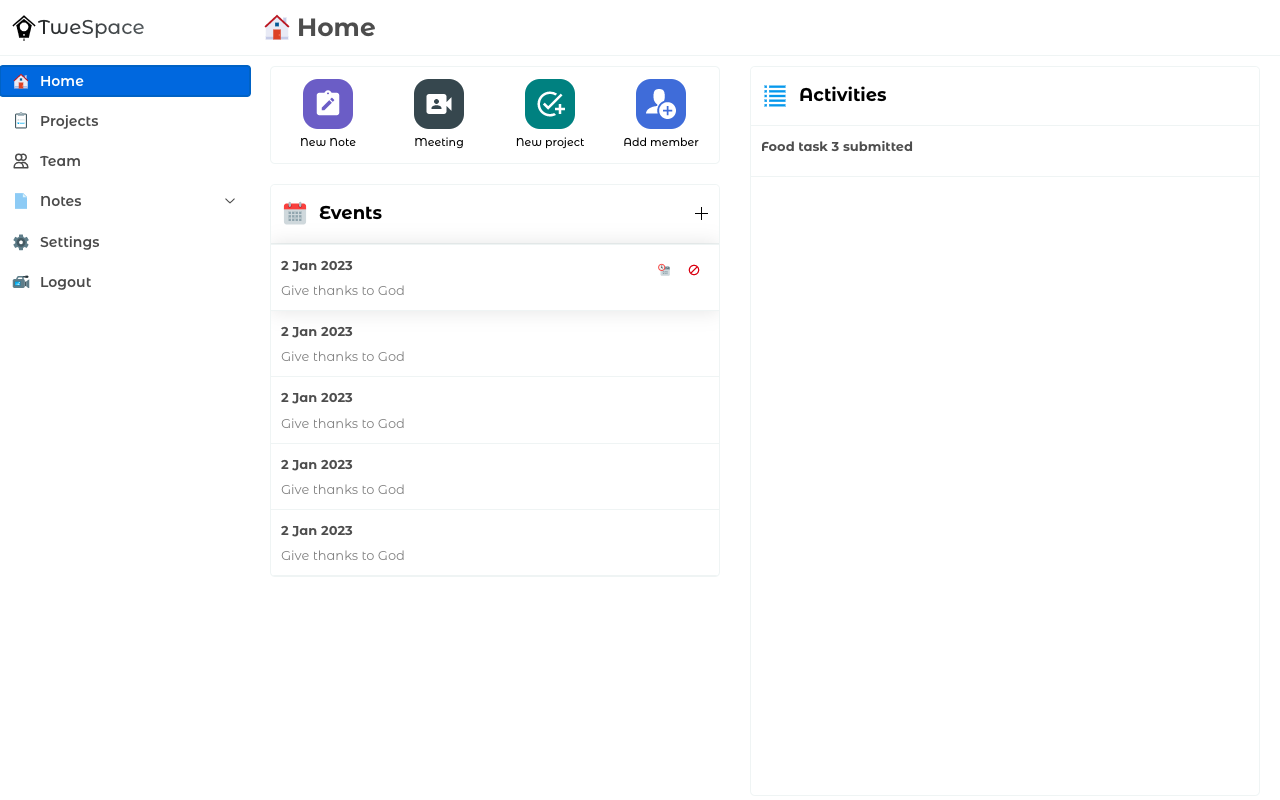 TweSpace
Home
Home
Projects
Team
Notes
Settings
Logout
New Note
Meeting
New project
Add member
Events
2 Jan 2023
Give thanks to God
2 Jan 2023
Give thanks to God
2 Jan 2023
Give thanks to God
2 Jan 2023
Give thanks to God
2 Jan 2023
Give thanks to God
Activities
Food task 3 submitted